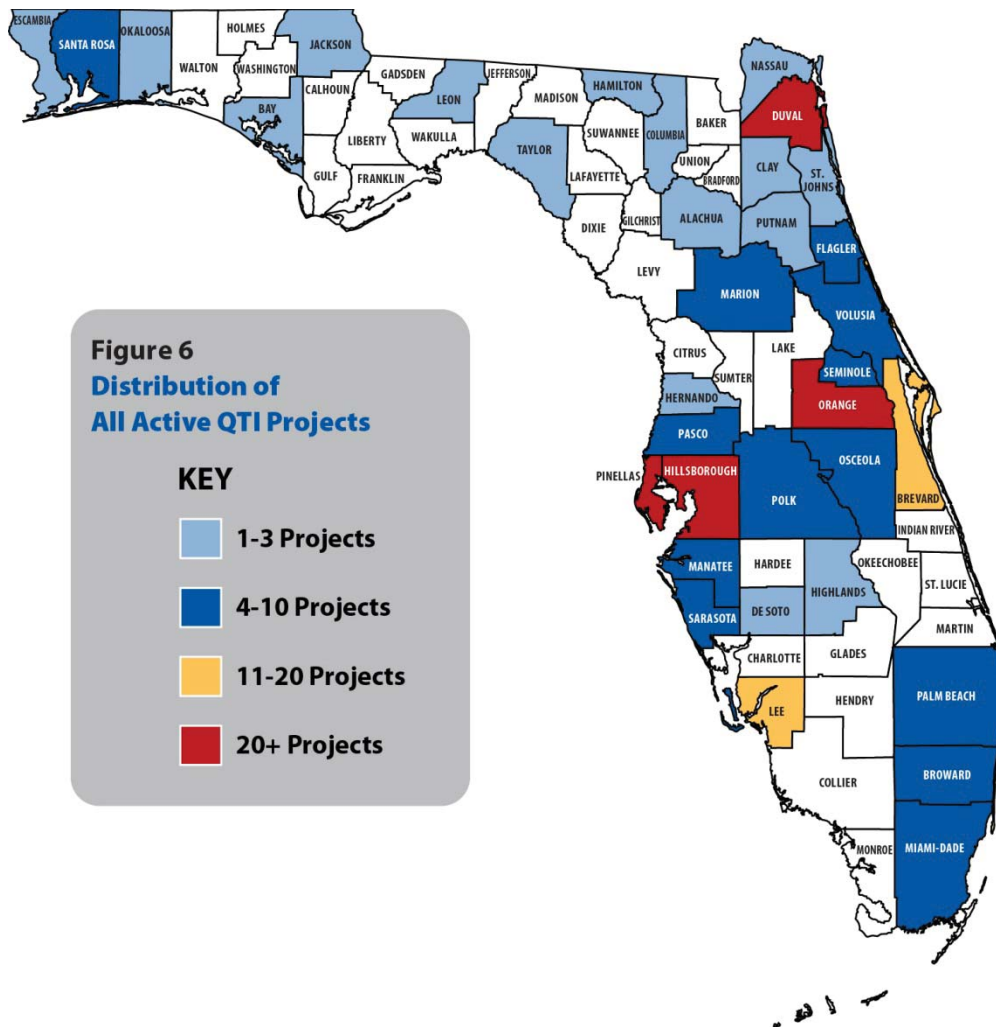 ESCAMBIA
SANTA ROSA
OKALOOSA
WALTON
HOLMES
WASHINGTON
JACKSON
BAY
CALHOUN
GULF
GADSDEN
LIBERTY
FRANKLIN
LEON
WAKULLA
JEFFERSON
MADISON
TAYLOR
HAMILTON
SUWANNEE
LAFAYETTE
DIXIE
COLUMBIA
GILCHRIST
BAKER
UNION
BRADFORD
ALACHUA
LEVY
NASSAU
DUVAL
CLAY
ST.
JOHNS
PUTNAM
FLAGLER
MARION
VOLUSIA
CITRUS
SUMTER
LAKE
SEMINOLE
HERNANDO
ORANGE
PASCO
PINELLAS
HILLSBOROUGH
POLK
OSCEOLA
BREVARD
INDIAN RIVER
MANATEE
HARDEE
OKEECHOBEE
ST. LUCIE
HIGHLANDS
SARASOTA
DE SOTO
MARTIN
CHARLOTTE
GLADES
LEE
HENDRY
PALM BEACH
COLLIER
BROWARD
MONROE
MIAMI-DADE
Figure 6
Distribution of
All Active QTI Projects
KEY
1-3 Projects
4-10 Projects
11-20 Projects
20+ Projects